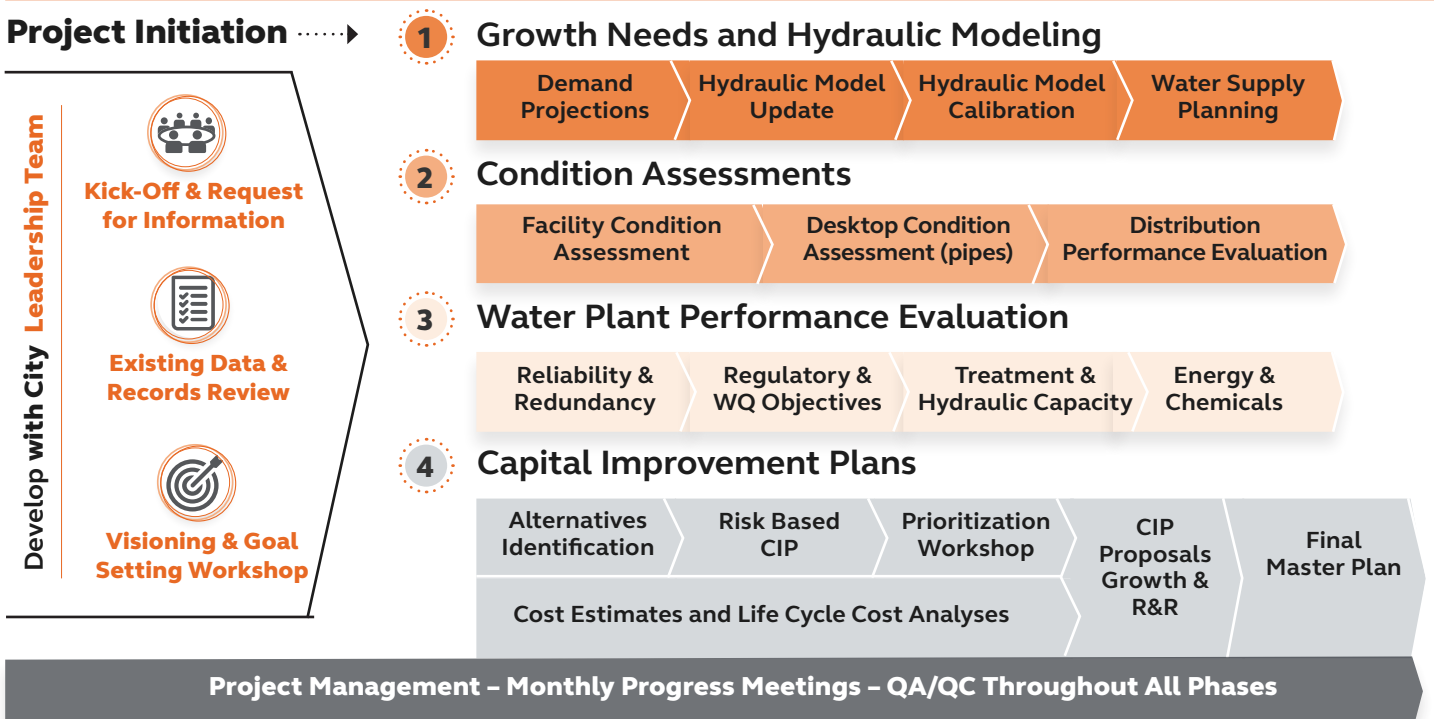 Project Initiation
Develop with City Leadership Team
Kick-Off & Request
for Information
Existing Data &
Records Review
Visioning & Goal
Setting Workshop
1
Growth Needs and Hydraulic Modeling
Demand
Projections
Hydraulic Model
Update
Hydraulic Model
Calibration
Water Supply
Planning
2
Condition Assessments
Facility Condition
Assessment
Desktop Condition
Assessment (pipes)
Distribution
Performance Evaluation
3
Water Plant Performance Evaluation
Reliability &
Redundancy
Regulatory &
WQ Objectives
Treatment &
Hydraulic Capacity
Energy &
Chemicals
4
Capital Improvement Plans
Alternatives
Identification
Risk Based
CIP
Prioritization
Workshop
Cost Estimates and Life Cycle Cost Analyses
CIP
Proposals
Growth &
R&R
Final
Master Plan
Project Management – Monthly Progress Meetings – QA/QC Throughout All Phases